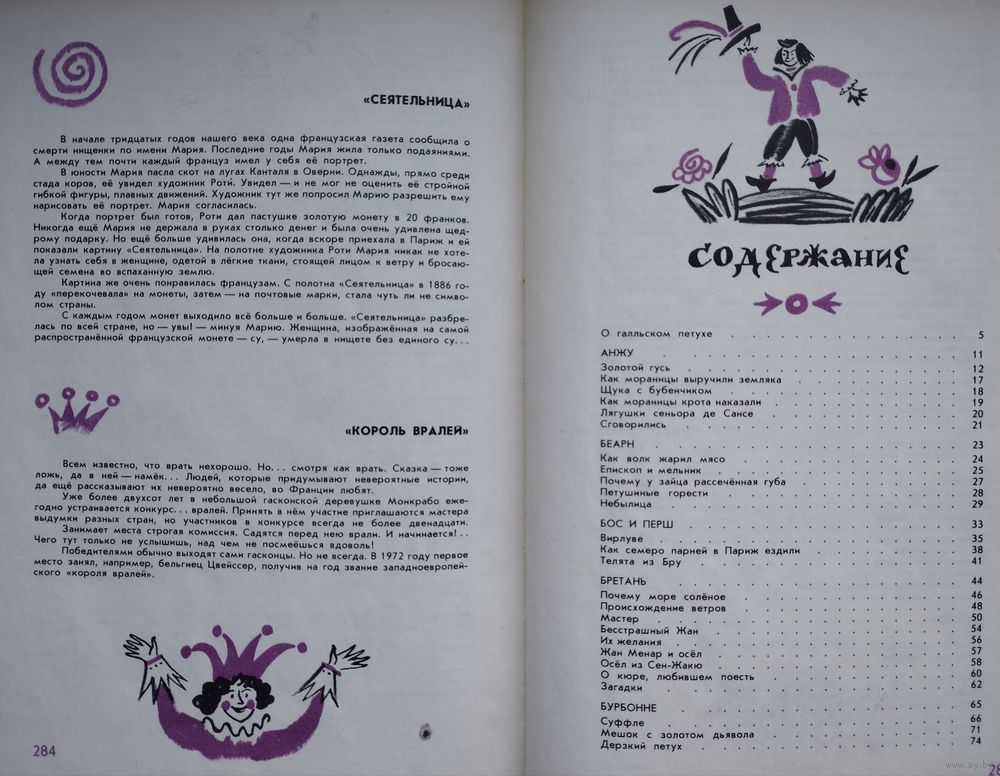 «СЕЯТЕЛЬНИЦА»
В начале тридцатых годов нашего века одна французская газета сообщила о
смерти нищенки по имени Мария. Последние годы Мария жила только подаяниями.
А между тем почти каждый француз имел у себя её портрет.
В юности Мария пасла скот на лугах Канталя в Оверни. Однажды, прямо среди
стада коров, её увидел художник Роти́. Увидел — и не мог не оценить её стройной
гибкой фигуры, плавных движений. Художник тут же попросил Марию разрешить ему
нарисовать её портрет. Мария согласилась.
Когда портрет был готов, Роти дал пастушке золотую монету в 20 франков.
Никогда ещё Мария не держала в руках столько денег и была очень удивлена щед-
рому подарку. Но ещё больше удивилась она, когда вскоре приехала в Париж и ей
показали картину «Сеятельница». На полотне художника Роти Мария никак не хоте-
ла узнать себя в женщине, одетой в лёгкие ткани, стоящей лицом к ветру и бросаю-
щей семена во вспаханную землю.
Картина же очень понравилась французам. С полотна «Сеятельница» в 1886 го-
ду «перекочевала» на монеты, затем — на почтовые марки, стала чуть ли не симво-
лом страны.
С каждым годом монет выходило всё больше и больше. «Сеятельница» разбре-
лась по всей стране, но — увы! — минуя Марию. Женщина, изображённая на самой
распространённой французской монете — су, — умерла в нищете без единого су...
«КОРОЛЬ ВРАЛЕЙ»
Всем известно, что врать нехорошо. Но... смотря как врать. Сказка — тоже
ложь, да в ней — намёк... Людей, которые придумывают невероятные истории,
да ещё рассказывают их невероятно весело, во Франции любят.
Уже более двухсот лет в небольшой гасконской деревушке Монкрабо еже-
годно устраивается конкурс... вралей. Принять в нём участие приглашаются мастера
выдумки разных стран, но участников в конкурсе всегда не более двенадцати.
Занимает места строгая комиссия. Садятся перед нею врали. И начинается!..
Чего тут только не услышишь, над чем не посмеёшься вдоволь!
Победителями обычно выходят сами гасконцы. Но не всегда. В 1972 году первое
место занял, например, бельгиец Цвейссер, получив на год звание западноевропей-
ского «короля вралей».
284
СОДЕРЖАНИЕ
О галльском петухе . . . 5
АНЖУ . . . 11
Золотой гусь . . . 12
Как мораннцы выручили земляка . . . 17
Щука с бубенчиком . . . 18
Как мораннцы крота наказали . . . 19
Лягушки сеньора де Сансе . . . 20
Сговорились . . . 21
БЕАРН . . . 23
Как волк жарил мясо . . . 24
Епископ и мельник . . . 25
Почему у зайца рассечённая губа . . . 27
Петушиные горести . . . 28
Небылица . . . 29
БОС И ПЕРШ . . . 33
Вирлуве . . . 35
Как семеро парней в Париж ездили . . . 38
Телята из Бру . . . 41
БРЕТАНЬ . . . 44
Почему море солёное . . . 46
Происхождение ветров . . . 48
Мастер . . . 50
Бесстрашный Жан . . . 54
Их желания . . . 56
Жан Менар и осёл . . . 57
Осёл из Сен-Жакю . . . 58
О кюре, любившем поесть . . . 60
Загадки . . . 62
БУРБОННЕ . . . 65
Суффле . . . 66
Мешок с золотом дьявола . . . 71
Дерзкий петух . . . 74
www.ay.by